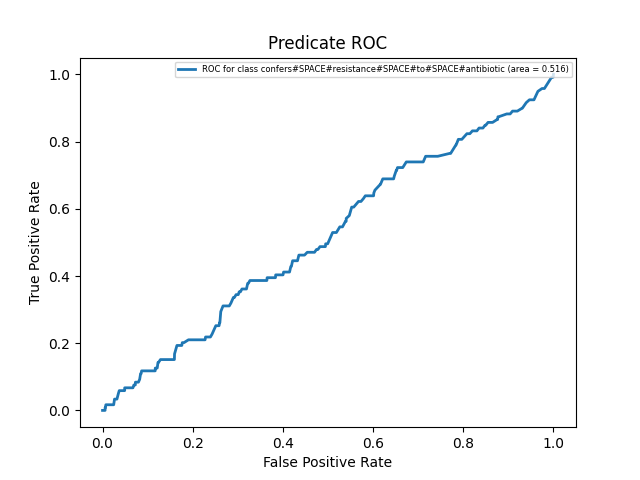 Predicate ROC
ROC for class confers#SPACE#resistance#SPACE#to#SPACE#antibiotic (area = 0.516)
1.0
0.8
0.6
0.4
0.2
0.0
True Positive Rate
0.0 0.2 0.4 0.6 0.8 1.0
False Positive Rate